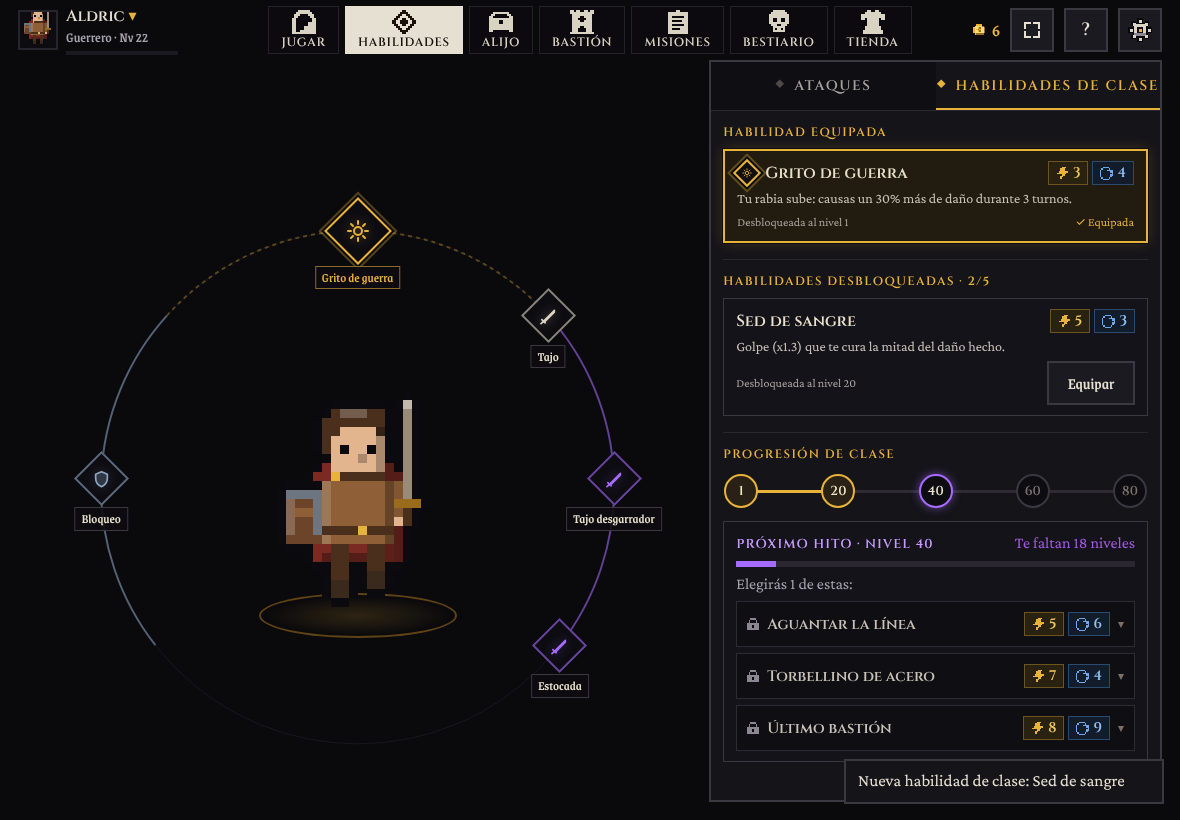 ALDRIC ▾
Guerrero · Nv 22
JUGAR
HABILIDADES
ALIJO
BASTIÓN
MISIONES
BESTIARIO
TIENDA
6
?
ATAQUES
HABILIDADES DE CLASE
HABILIDAD EQUIPADA
GRITO DE GUERRA
3
4
Tu rabia sube: causas un 30% más de daño durante 3 turnos.
Desbloqueada al nivel 1
✓ Equipada
HABILIDADES DESBLOQUEADAS · 2/5
SED DE SANGRE
5
3
Golpe (x1.3) que te cura la mitad del daño hecho.
Desbloqueada al nivel 20
Equipar
PROGRESIÓN DE CLASE
1
20
40
60
80
PRÓXIMO HITO · NIVEL 40
Te faltan 18 niveles
Elegirás 1 de estas:
AGUANTAR LA LÍNEA
5
6
TORBELLINO DE ACERO
7
4
ÚLTIMO BASTIÓN
8
9
Nueva habilidad de clase: Sed de sangre
Grito de guerra
Tajo
Bloqueo
Tajo desgarrador
Estocada